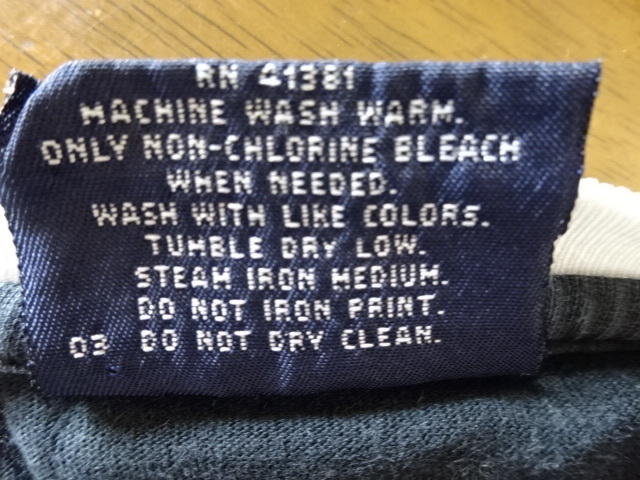 RN 41381
MACHINE WASH WARM.
ONLY NON-CHLORINE BLEACH
WHEN NEEDED.
WASH WITH LIKE COLORS.
TUMBLE DRY LOW.
STEAM IRON MEDIUM.
DO NOT IRON PRINT.
03 DO NOT DRY CLEAN.